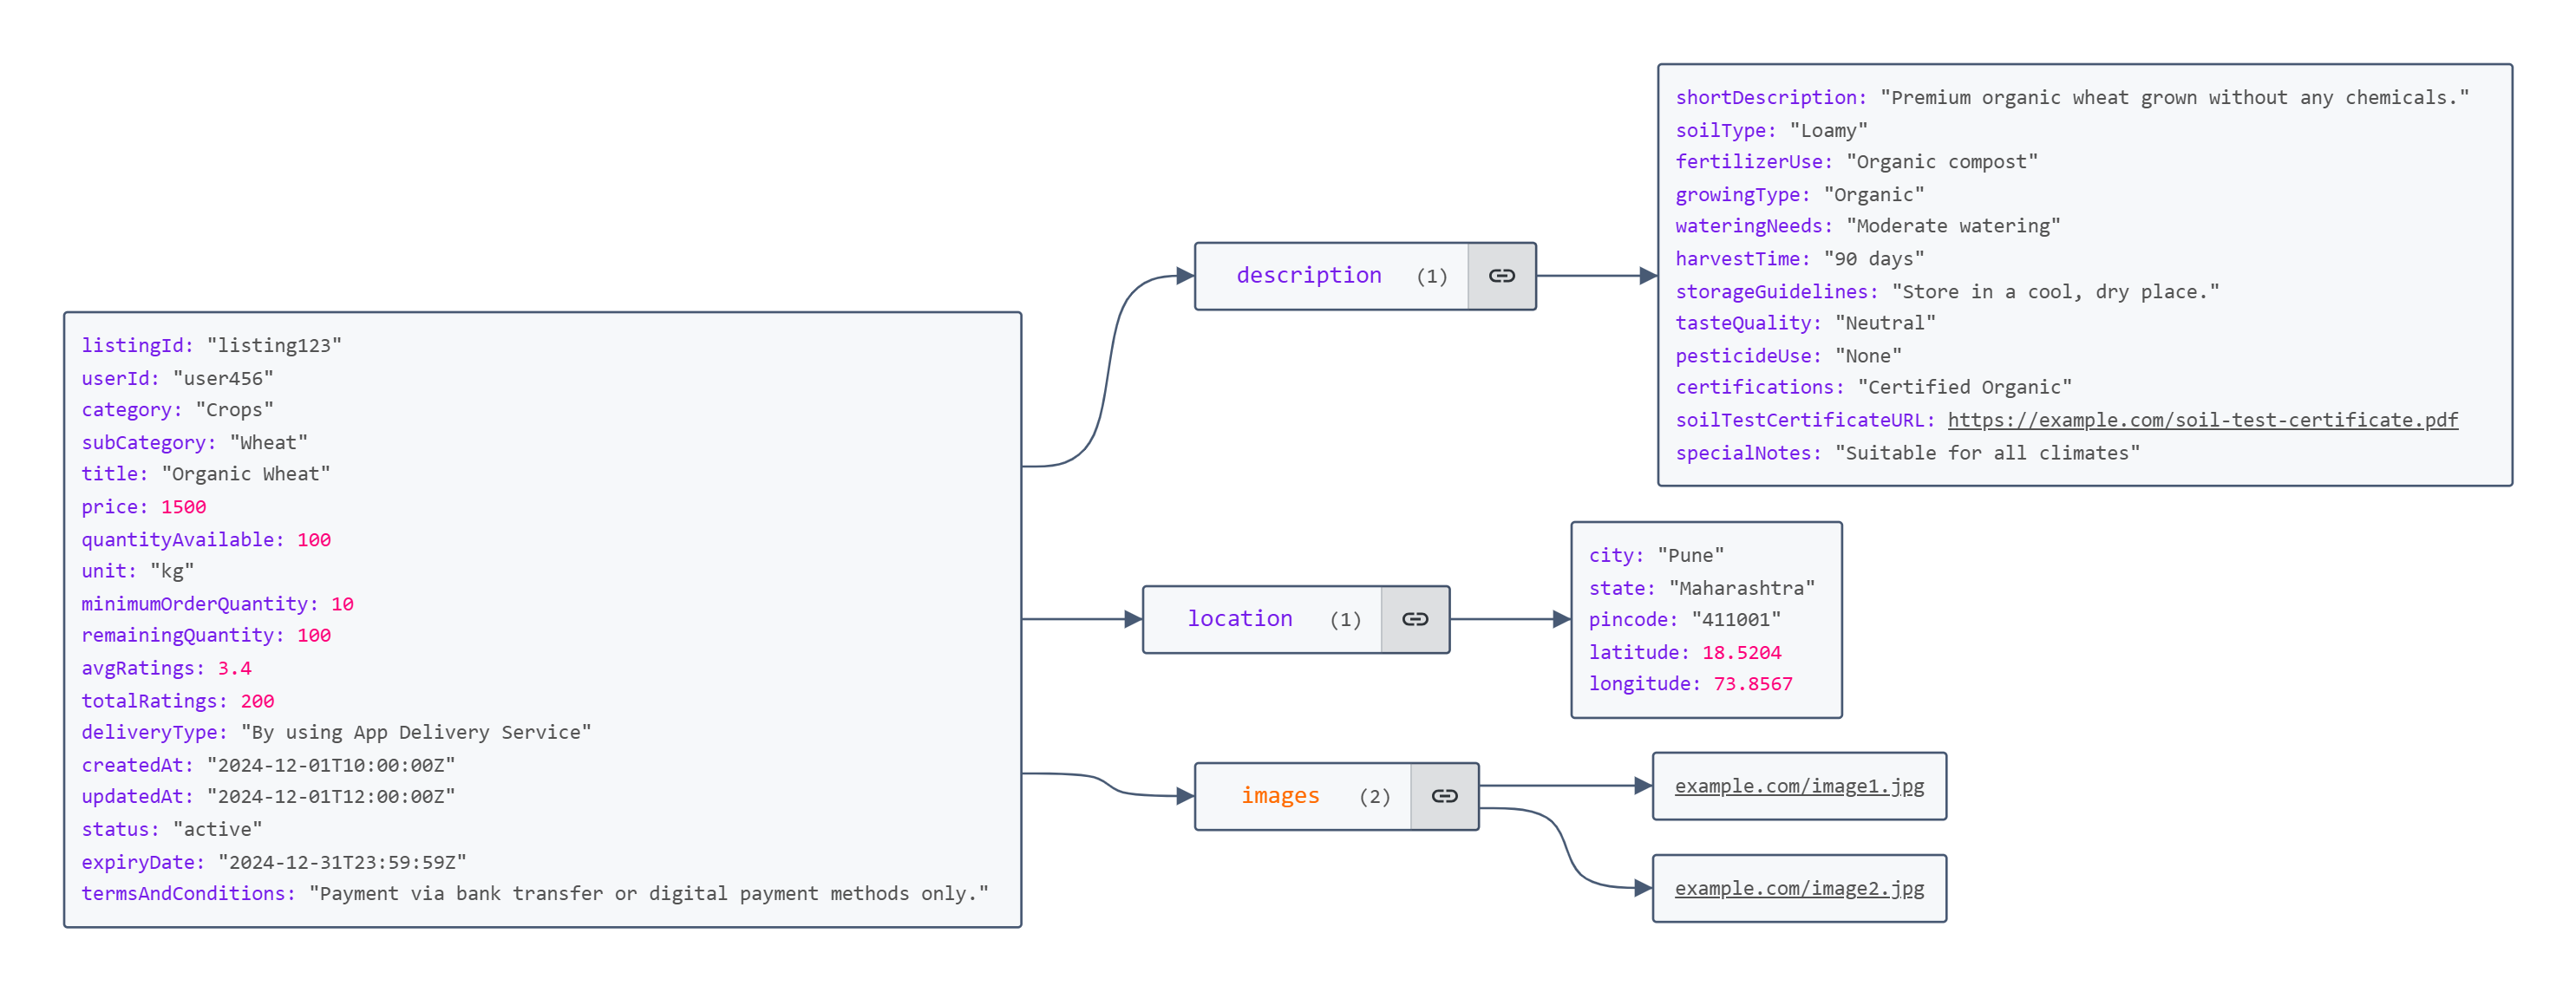 listingId: "listing123"
userId: "user456"
category: "Crops"
subCategory: "Wheat"
title: "Organic Wheat"
price: 1500
quantityAvailable: 100
unit: "kg"
minimumOrderQuantity: 10
remainingQuantity: 100
avgRatings: 3.4
totalRatings: 200
deliveryType: "By using App Delivery Service"
createdAt: "2024-12-01T10:00:00Z"
updatedAt: "2024-12-01T12:00:00Z"
status: "active"
expiryDate: "2024-12-31T23:59:59Z"
termsAndConditions: "Payment via bank transfer or digital payment methods only."
description (1)
shortDescription: "Premium organic wheat grown without any chemicals."
soilType: "Loamy"
fertilizerUse: "Organic compost"
growingType: "Organic"
wateringNeeds: "Moderate watering"
harvestTime: "90 days"
storageGuidelines: "Store in a cool, dry place."
tasteQuality: "Neutral"
pesticideUse: "None"
certifications: "Certified Organic"
soilTestCertificateURL: https://example.com/soil-test-certificate.pdf
specialNotes: "Suitable for all climates"
location (1)
city: "Pune"
state: "Maharashtra"
pincode: "411001"
latitude: 18.5204
longitude: 73.8567
images (2)
example.com/image1.jpg
example.com/image2.jpg